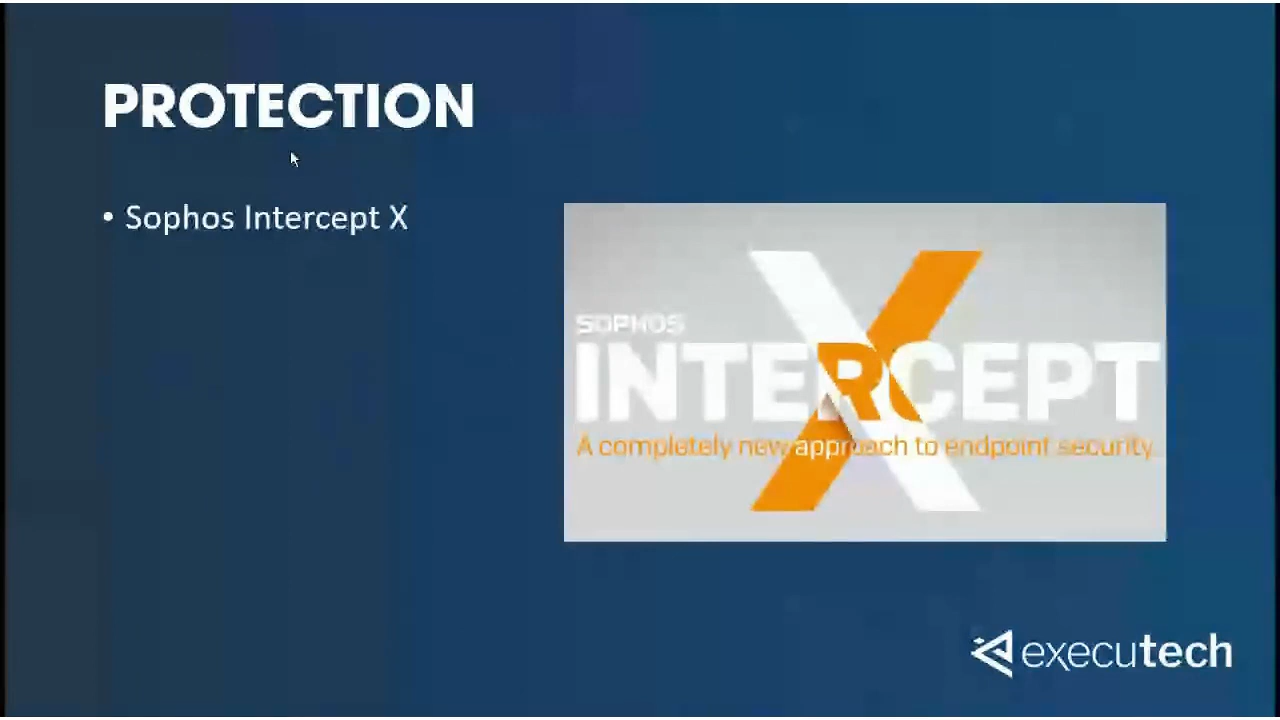 PROTECTION
• Sophos Intercept X
SOPHOS
INTERCEPT
X
A completely new approach to endpoint security.
executech